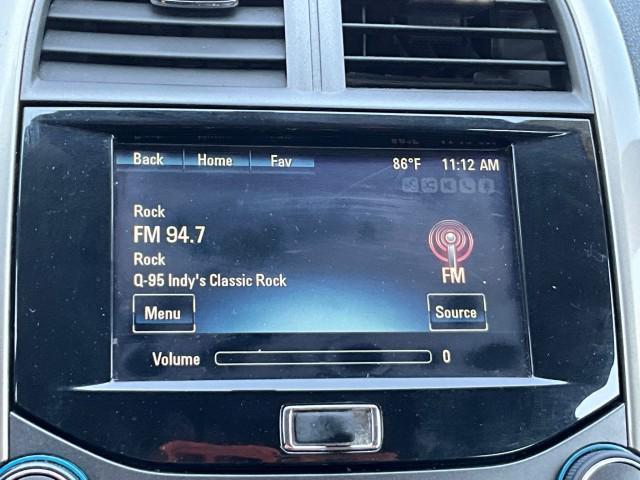 Back Home Fav 86°F 11:12 AM
Rock
FM 94.7
Rock
Q-95 Indy's Classic Rock
FM
Menu
Source
Volume 0